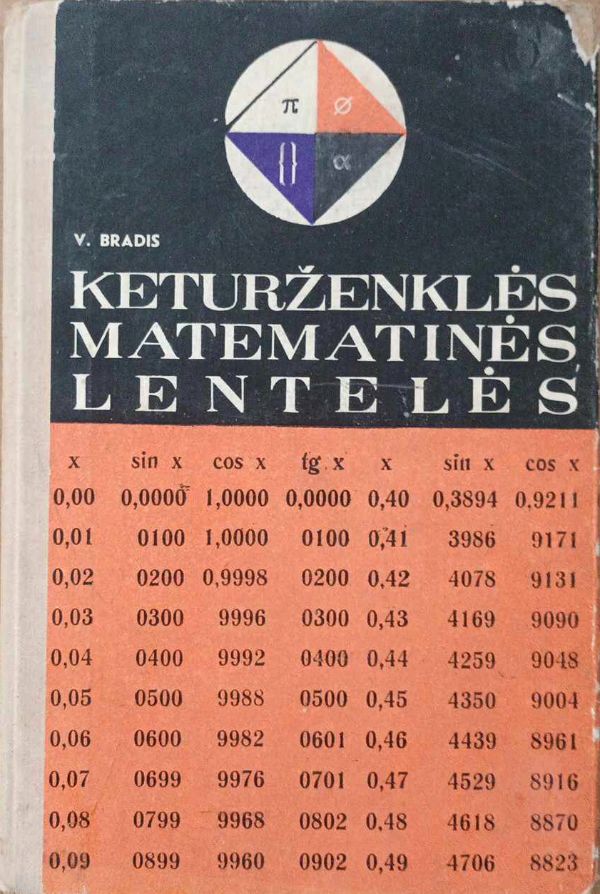 π ø
{} α
V. BRADIS
KETURŽENKLĖS
MATEMATINĖS
LENTELĖS
x sin x cos x tg x x sin x cos x
0,00 0,0000 1,0000 0,0000 0,40 0,3894 0,9211
0,01 0100 1,0000 0100 0,41 3986 9171
0,02 0200 0,9998 0200 0,42 4078 9131
0,03 0300 9996 0300 0,43 4169 9090
0,04 0400 9992 0400 0,44 4259 9048
0,05 0500 9988 0500 0,45 4350 9004
0,06 0600 9982 0601 0,46 4439 8961
0,07 0699 9976 0701 0,47 4529 8916
0,08 0799 9968 0802 0,48 4618 8870
0,09 0899 9960 0902 0,49 4706 8823